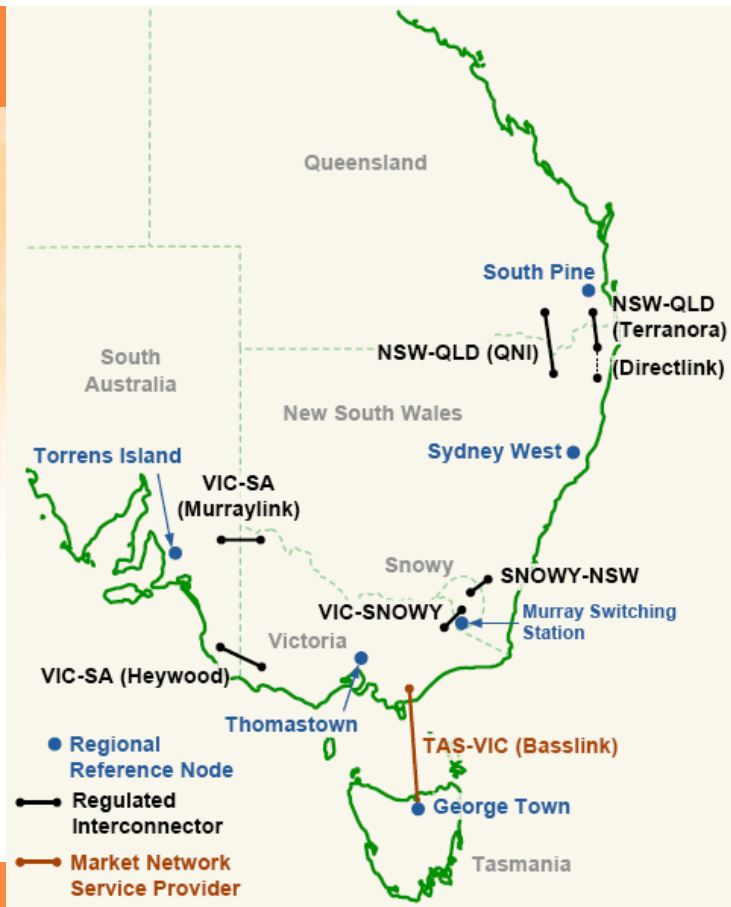 Queensland
South Pine
NSW-QLD
(Terranora)
NSW-QLD (QNI)
(Directlink)
South
Australia
New South Wales
Torrens Island
Sydney West
VIC-SA
(Murraylink)
Snowy
SNOWY-NSW
VIC-SNOWY
Murray Switching
Station
Victoria
VIC-SA (Heywood)
Thomastown
TAS-VIC (Basslink)
Regional
Reference Node
Regulated
Interconnector
George Town
Market Network
Service Provider
Tasmania